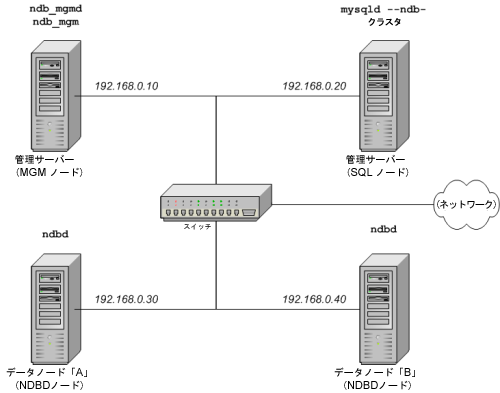 ndb_mgmd
ndb_mgm
mysqld --ndb-
クラスタ
192.168.0.10
192.168.0.20
管理サーバー
(MGM ノード)
管理サーバー
(SQL ノード)
スイッチ
(ネットワーク)
ndbd
ndbd
192.168.0.30
192.168.0.40
データノード「A」
(NDBDノード)
データノード「B」
(NDBDノード)